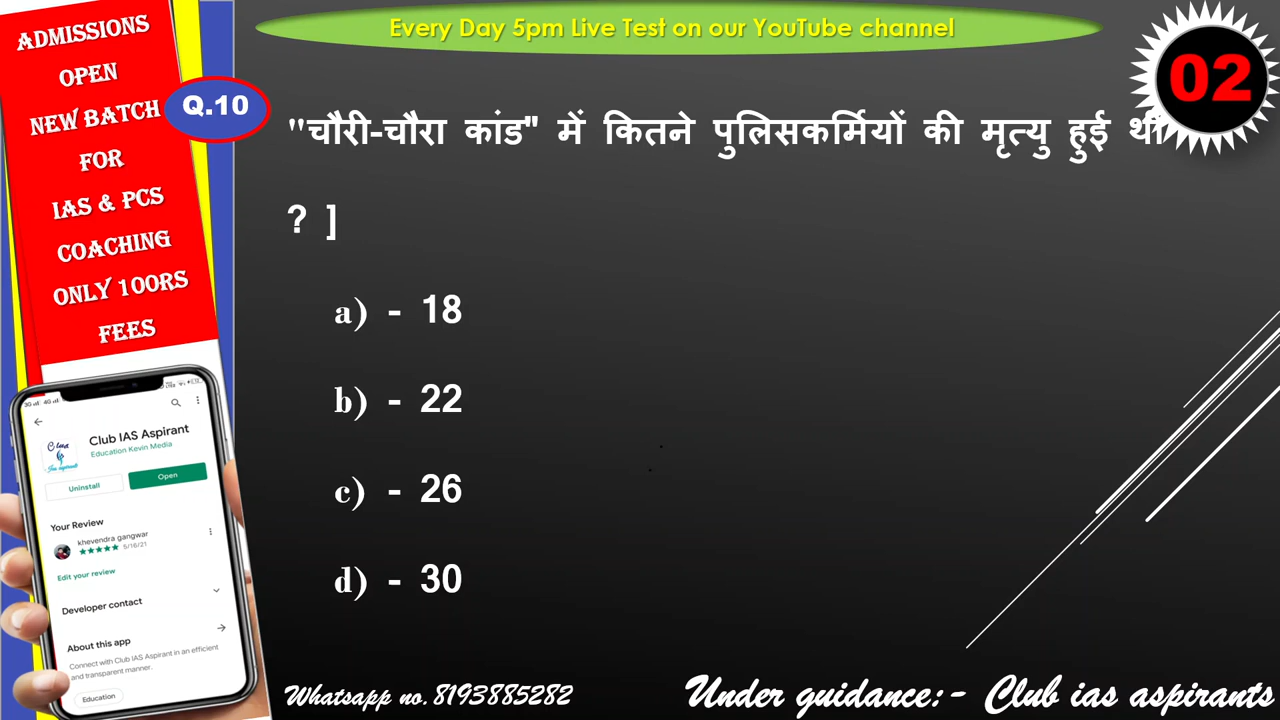 Every Day 5pm Live Test on our YouTube channel
ADMISSIONS
OPEN
NEW BATCH
FOR
IAS & PCS
COACHING
ONLY 100RS
FEES
Q.10
02
"चौरी-चौरा कांड" में कितने पुलिसकर्मियों की मृत्यु हुई थी
? ]
a) - 18
b) - 22
c) - 26
d) - 30
Club IAS Aspirant
Education Kevin Media
Uninstall
Open
Your Review
khevendra gangwar
5/16/21
Edit your review
Developer contact
About this app
Connect with Club IAS Aspirant in an efficient
and transparent manner.
Education
Whatsapp no. 8193885282
Under guidance:- Club ias aspirants